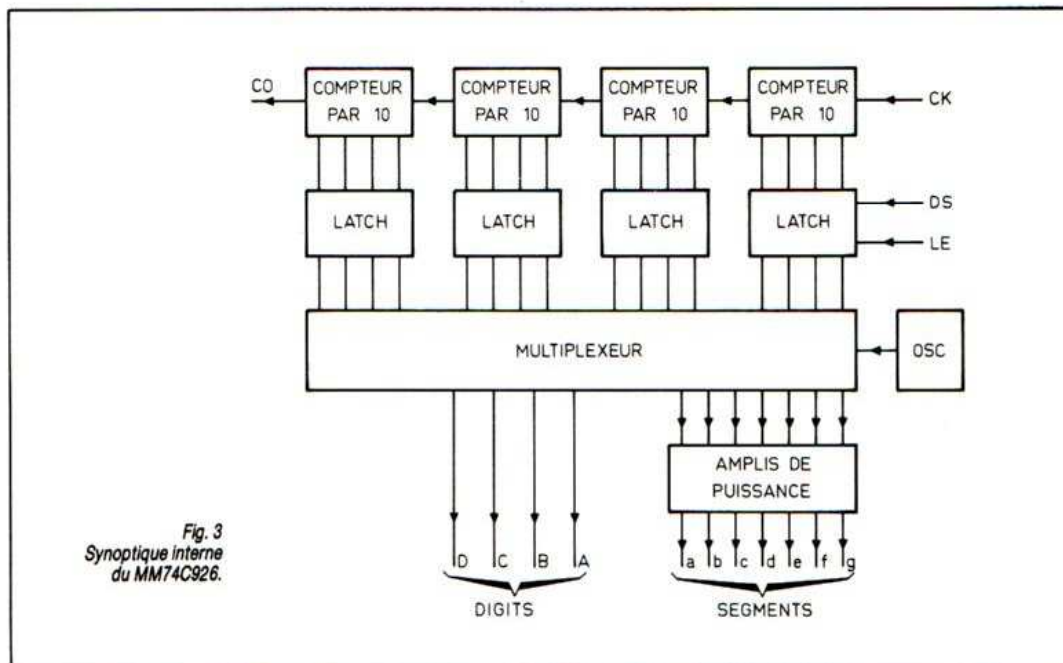 COMPTEUR PAR 10
COMPTEUR PAR 10
COMPTEUR PAR 10
COMPTEUR PAR 10
CO
CK
LATCH
LATCH
LATCH
LATCH
DS
LE
MULTIPLEXEUR
OSC
AMPLIS DE
PUISSANCE
D C B A
a b c d e f g
DIGITS
SEGMENTS
Fig. 3
Synoptique interne
du MM74C926.